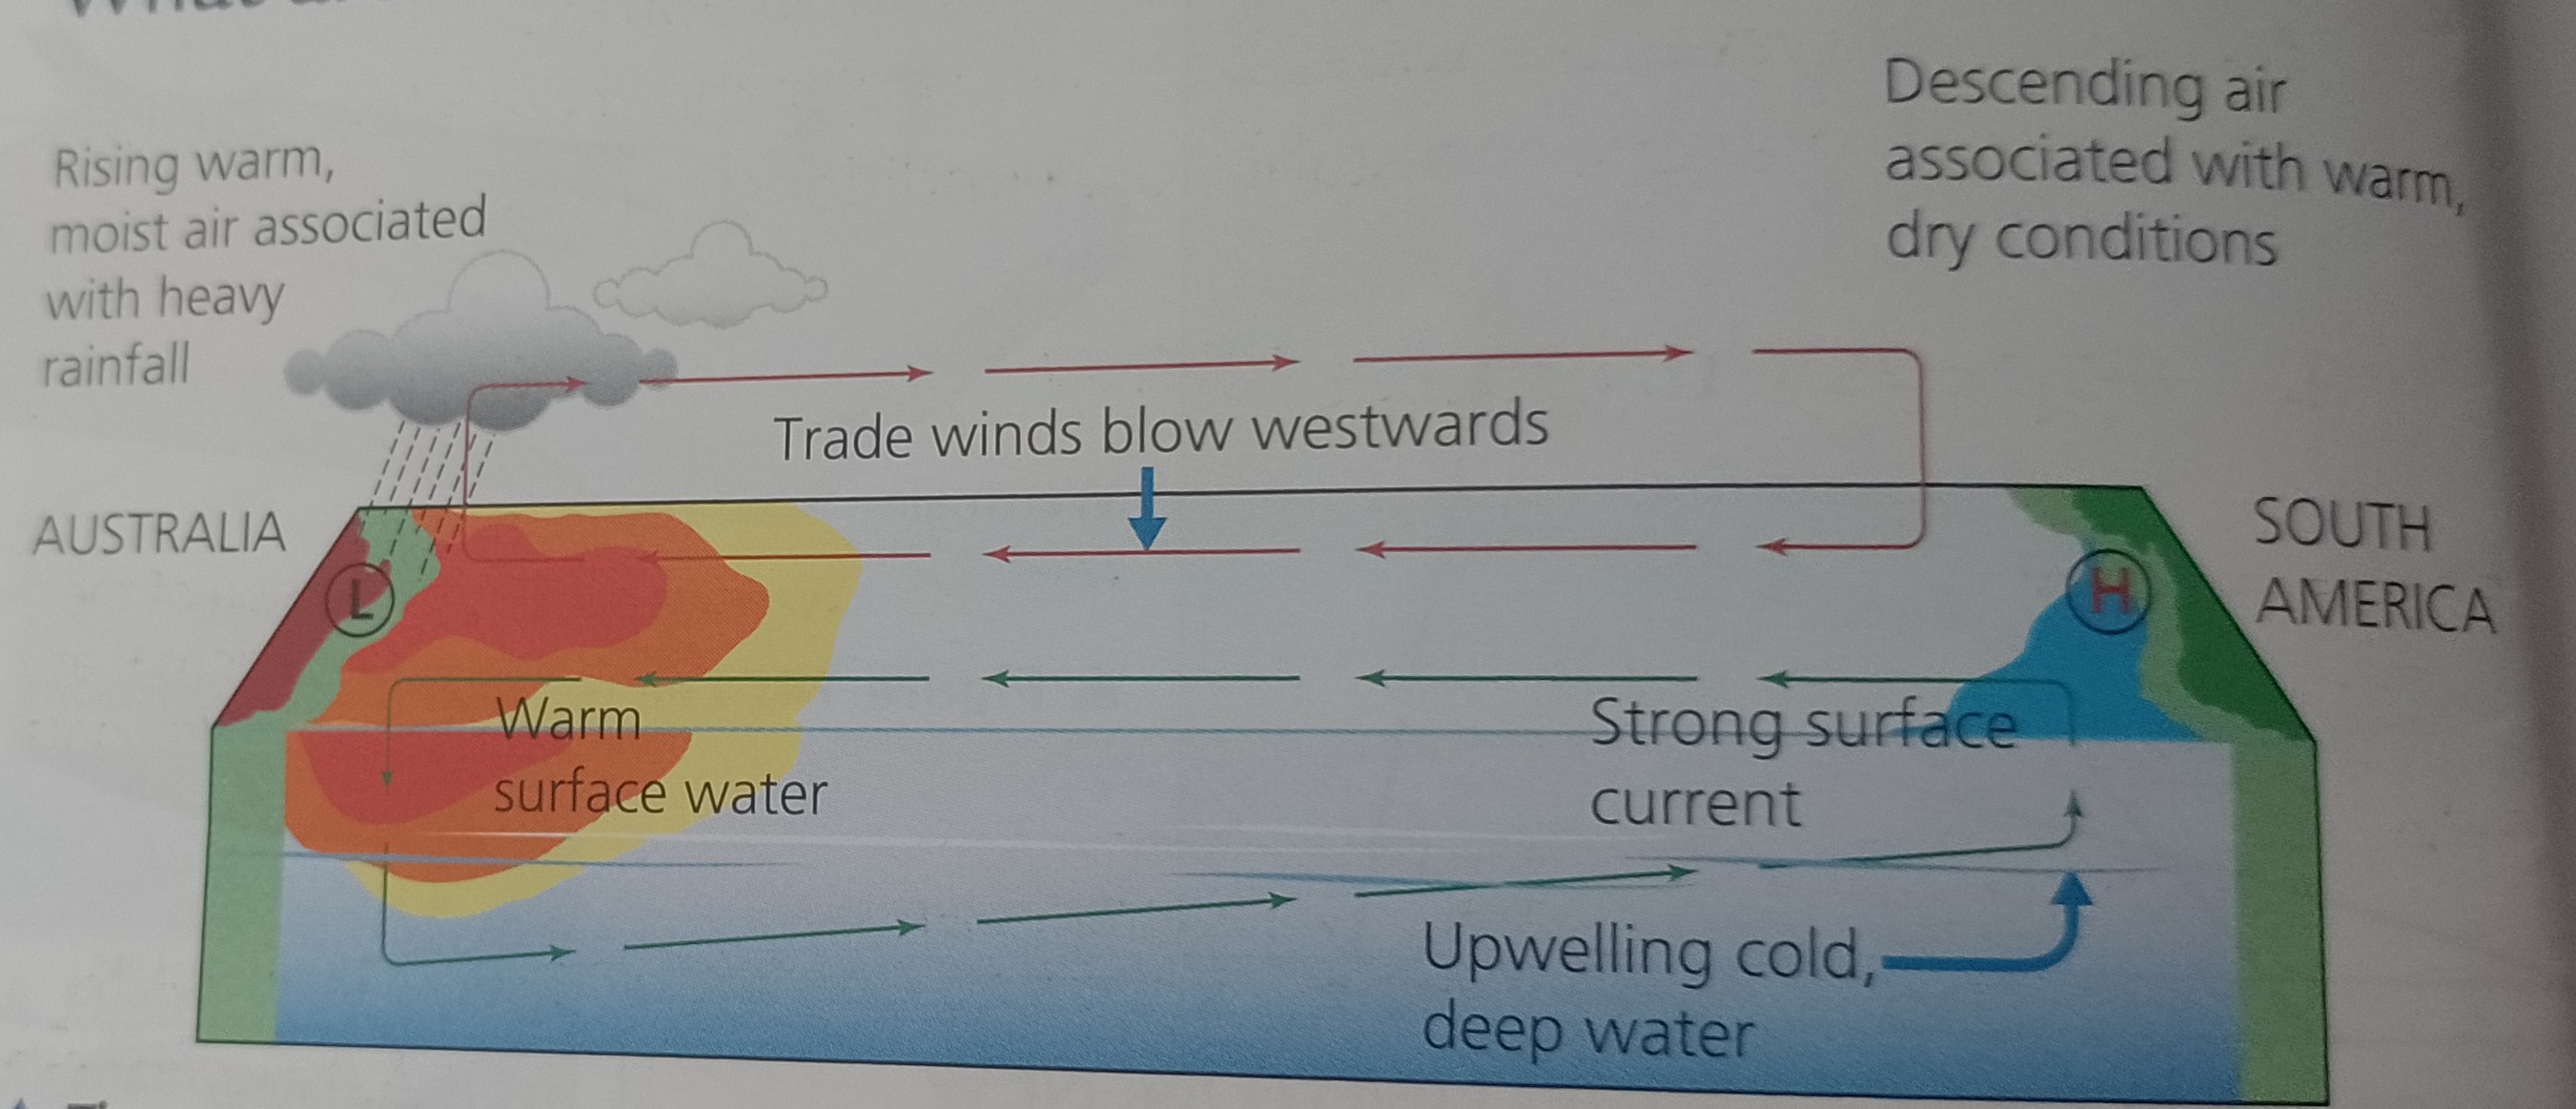 Rising warm,
moist air associated
with heavy
rainfall
Descending air
associated with warm,
dry conditions
Trade winds blow westwards
AUSTRALIA
SOUTH
AMERICA
L
H
Warm
surface water
Strong surface
current
Upwelling cold,
deep water